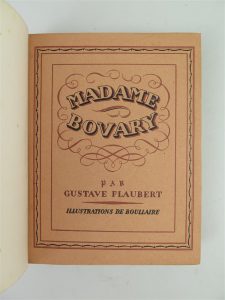 MADAME
BOVARY
PAR
GUSTAVE FLAUBERT
ILLUSTRATIONS DE BOULLAIRE